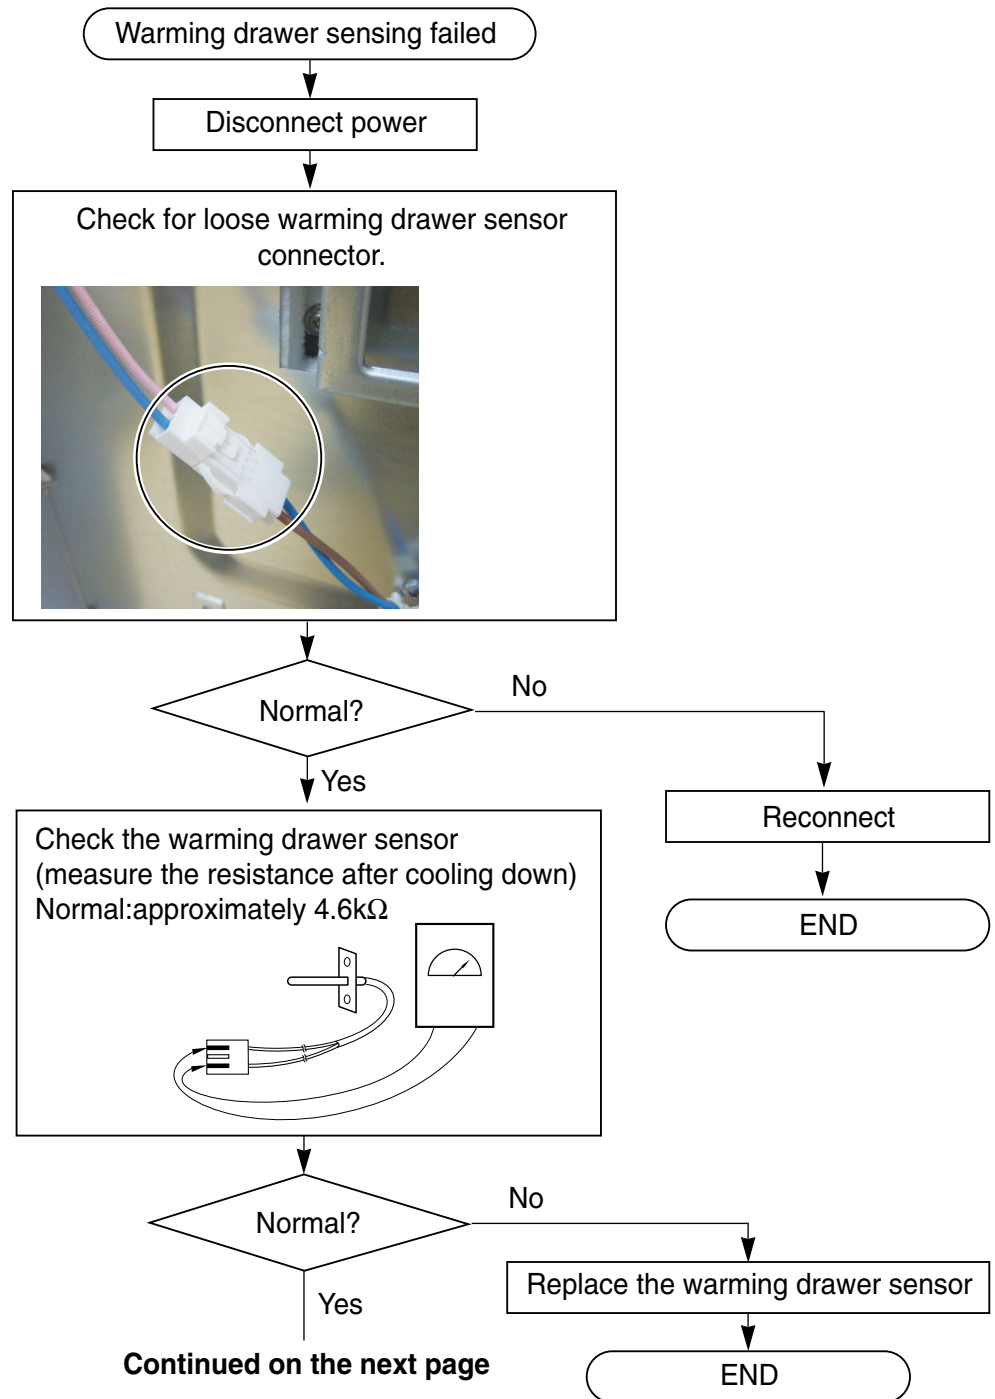 Warming drawer sensing failed
Disconnect power
Check for loose warming drawer sensor
connector.
Normal?
No
Yes
Reconnect
END
Check the warming drawer sensor
(measure the resistance after cooling down)
Normal:approximately 4.6kΩ
Normal?
No
Yes
Replace the warming drawer sensor
END
Continued on the next page